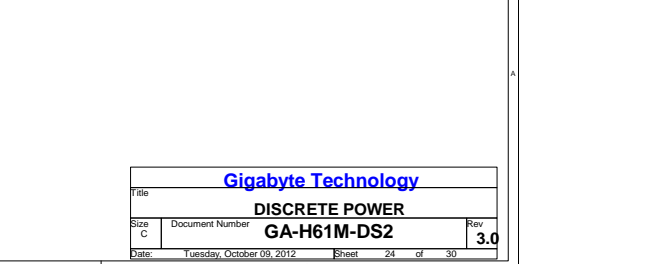 A
Gigabyte Technology
Title
DISCRETE POWER
Size Document Number Rev
C GA-H61M-DS2 3.0
Date: Tuesday, October 09, 2012 Sheet 24 of 30